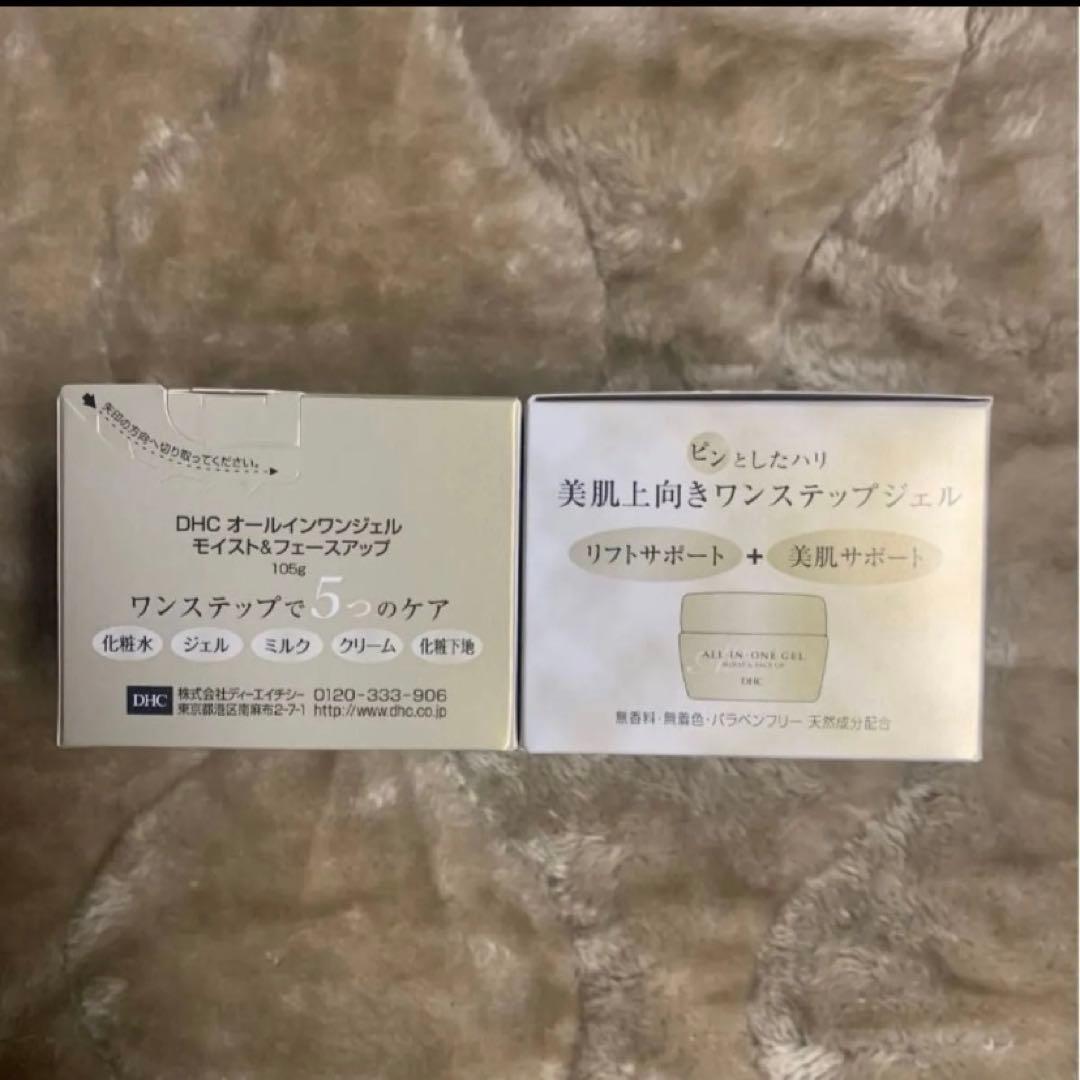 矢印の方向へ切り取ってください。
DHC オールインワンジェル
モイスト&フェースアップ
105g
ワンステップで5つのケア
化粧水 ジェル ミルク クリーム 化粧下地
DHC 株式会社ディーエイチシー 0120-333-906
東京都港区南麻布2-7-1 http://www.dhc.co.jp
ピンとしたハリ
美肌上向きワンステップジェル
リフトサポート + 美肌サポート
ALL-IN-ONE GEL
MOIST & FACE UP
DHC
無香料・無着色・パラベンフリー 天然成分配合